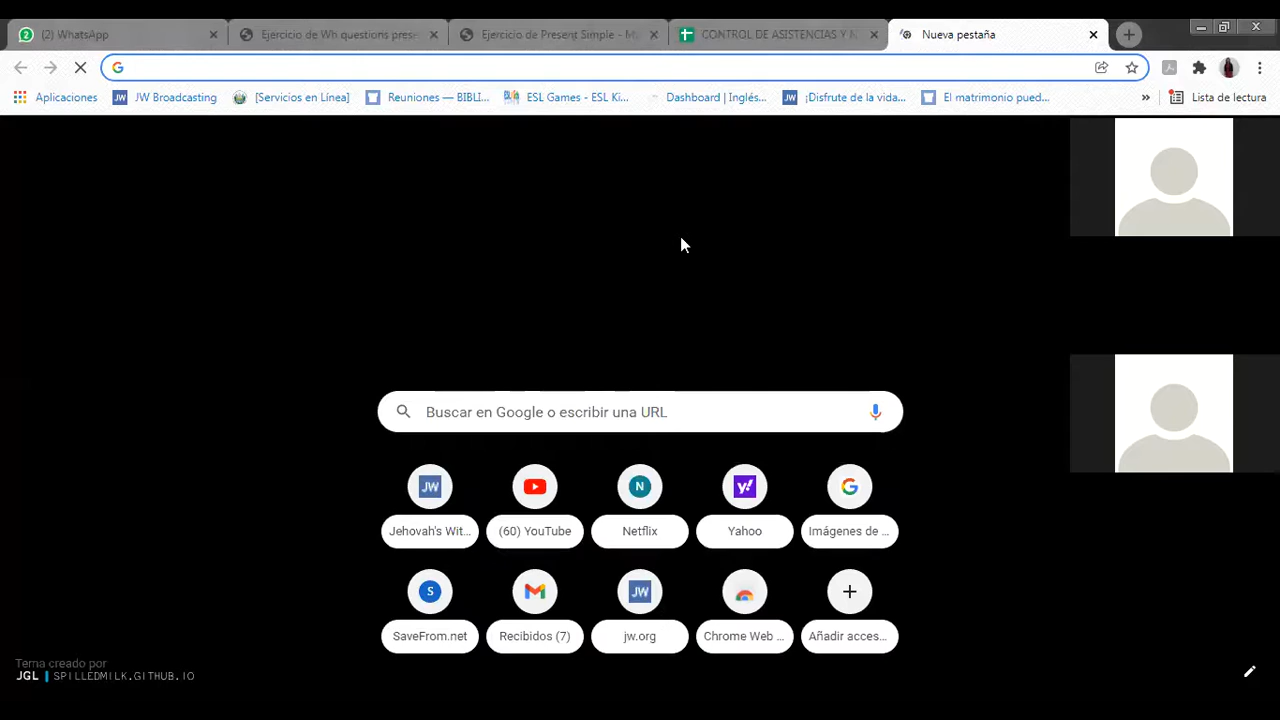 (2) WhatsApp
Ejercicio de Wh questions prese
Ejercicio de Present Simple - My
CONTROL DE ASISTENCIAS Y N
Nueva pestaña
Aplicaciones
JW Broadcasting
[Servicios en Línea]
Reuniones — BIBLI...
ESL Games - ESL Ki...
Dashboard | Inglés...
¡Disfrute de la vida...
El matrimonio pued...
»
Lista de lectura
Buscar en Google o escribir una URL
JW
N
y!
G
Jehovah's Wit...
(60) YouTube
Netflix
Yahoo
Imágenes de ...
S
JW
SaveFrom.net
Recibidos (7)
jw.org
Chrome Web ...
Añadir acces...
Tema creado por
JGL | SPILLEDMILK.GITHUB.IO